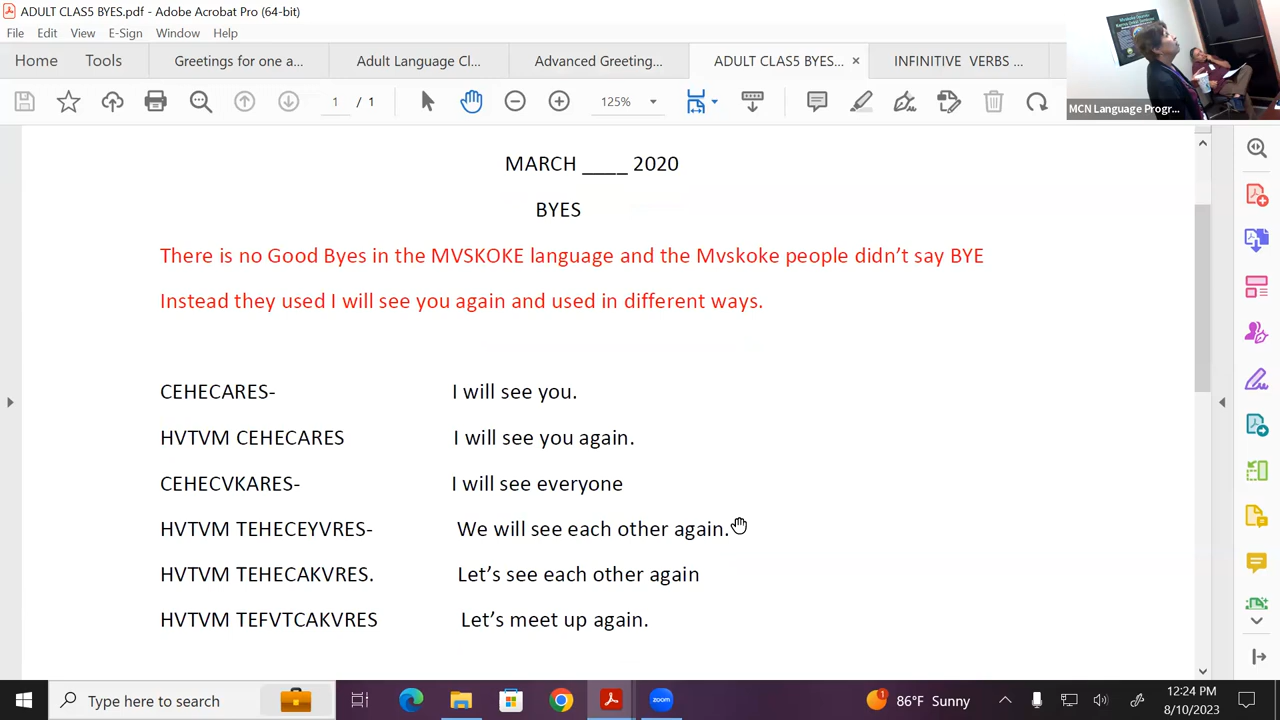 ADULT CLAS5 BYES.pdf - Adobe Acrobat Pro (64-bit)
File Edit View E-Sign Window Help
Home Tools Greetings for one a... Adult Language Cl... Advanced Greeting... ADULT CLAS5 BYES... × INFINITIVE VERBS ...
1 / 1 125%
MCN Language Progr...
MARCH ____ 2020
BYES
There is no Good Byes in the MVSKOKE language and the Mvskoke people didn't say BYE
Instead they used I will see you again and used in different ways.
CEHECARES- I will see you.
HVTVM CEHECARES I will see you again.
CEHECVKARES- I will see everyone
HVTVM TEHECEYVRES- We will see each other again.
HVTVM TEHECAKVRES. Let's see each other again
HVTVM TEFVTCAKVRES Let's meet up again.
Type here to search
zoom
1 86°F Sunny
12:24 PM
8/10/2023